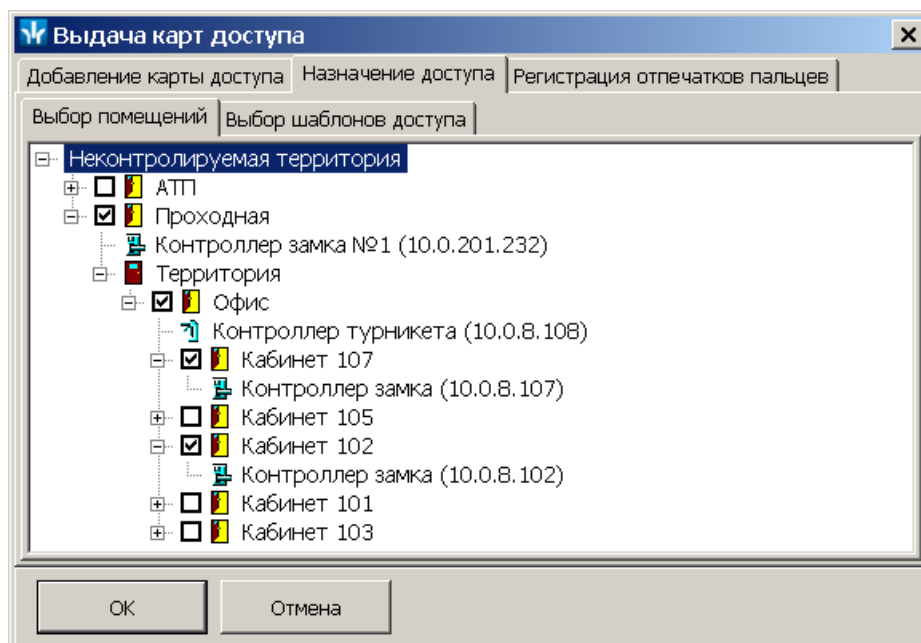 Выдача карт доступа
Добавление карты доступа Назначение доступа Регистрация отпечатков пальцев
Выбор помещений Выбор шаблонов доступа
Неконтролируемая территория
АТП
Проходная
Контроллер замка №1 (10.0.201.232)
Территория
Офис
Контроллер турникета (10.0.8.108)
Кабинет 107
Контроллер замка (10.0.8.107)
Кабинет 105
Кабинет 102
Контроллер замка (10.0.8.102)
Кабинет 101
Кабинет 103
ОК Отмена